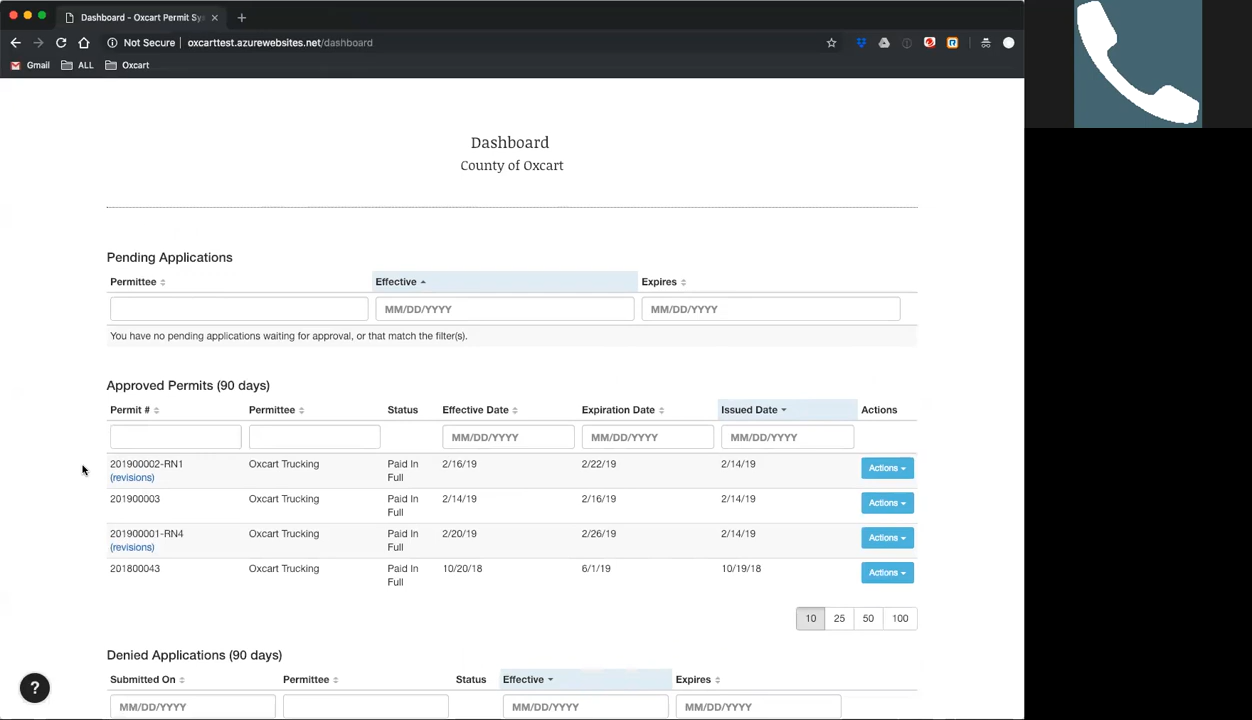 Dashboard - Oxcart Permit Sy
Not Secure | oxcarttest.azurewebsites.net/dashboard
Gmail ALL Oxcart
Dashboard
County of Oxcart
Pending Applications
Permittee Effective Expires
MM/DD/YYYY MM/DD/YYYY
You have no pending applications waiting for approval, or that match the filter(s).
Approved Permits (90 days)
Permit # Permittee Status Effective Date Expiration Date Issued Date Actions
MM/DD/YYYY MM/DD/YYYY MM/DD/YYYY
201900002-RN1 Oxcart Trucking Paid In 2/16/19 2/22/19 2/14/19 Actions
(revisions) Full
201900003 Oxcart Trucking Paid In 2/14/19 2/16/19 2/14/19 Actions
Full
201900001-RN4 Oxcart Trucking Paid In 2/20/19 2/26/19 2/14/19 Actions
(revisions) Full
201800043 Oxcart Trucking Paid In 10/20/18 6/1/19 10/19/18 Actions
Full
10 25 50 100
Denied Applications (90 days)
Submitted On Permittee Status Effective Expires
MM/DD/YYYY MM/DD/YYYY MM/DD/YYYY
?